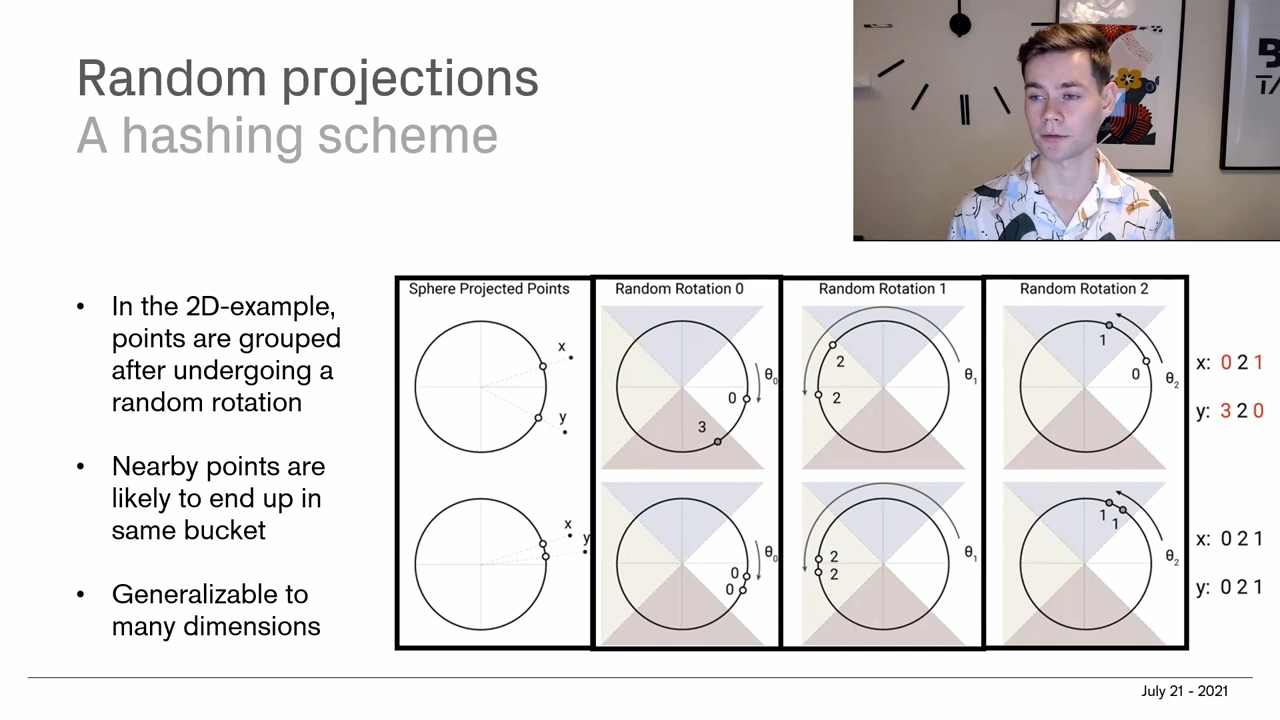 Random projections
A hashing scheme
B
T/
• In the 2D-example,
points are grouped
after undergoing a
random rotation
• Nearby points are
likely to end up in
same bucket
• Generalizable to
many dimensions
Sphere Projected Points
Random Rotation 0
Random Rotation 1
Random Rotation 2
x
y
0
3
θ0
2
2
θ1
1
0
θ2
x: 0 2 1
y: 3 2 0
x
y
0
0
θ0
2
2
θ1
1
1
θ2
x: 0 2 1
y: 0 2 1
July 21 - 2021